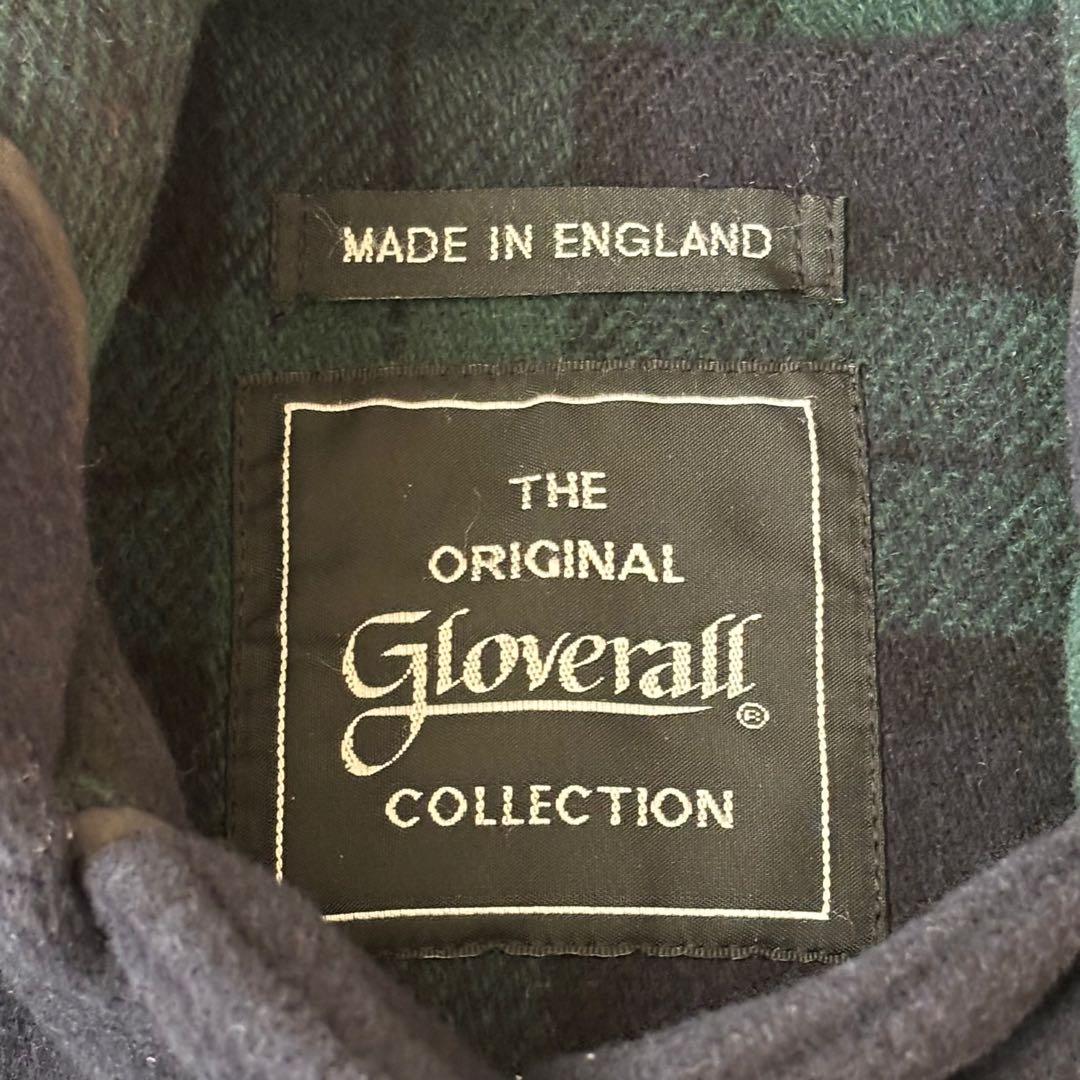 MADE IN ENGLAND
THE
ORIGINAL
Gloverall®
COLLECTION